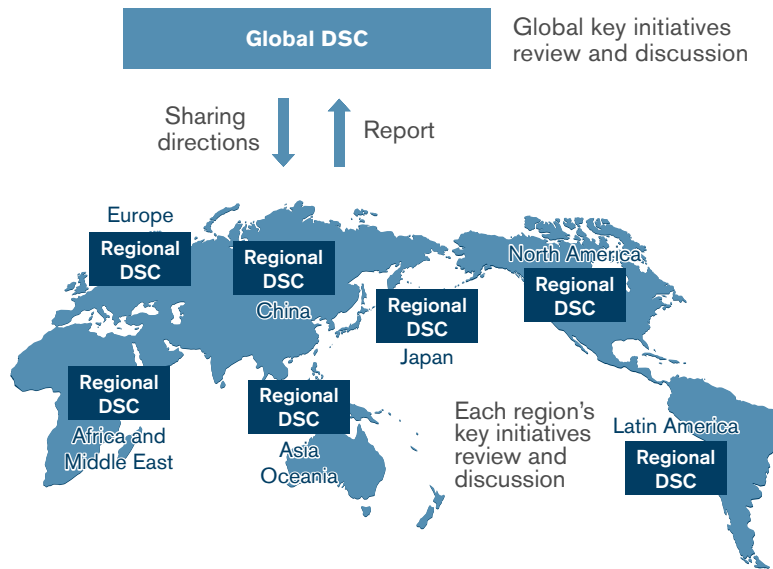 Global DSC
Global key initiatives
review and discussion
Sharing
directions
Report
Europe
Regional
DSC
Regional
DSC
China
Regional
DSC
Japan
North America
Regional
DSC
Regional
DSC
Africa and
Middle East
Regional
DSC
Asia
Oceania
Each region's
key initiatives
review and
discussion
Latin America
Regional
DSC